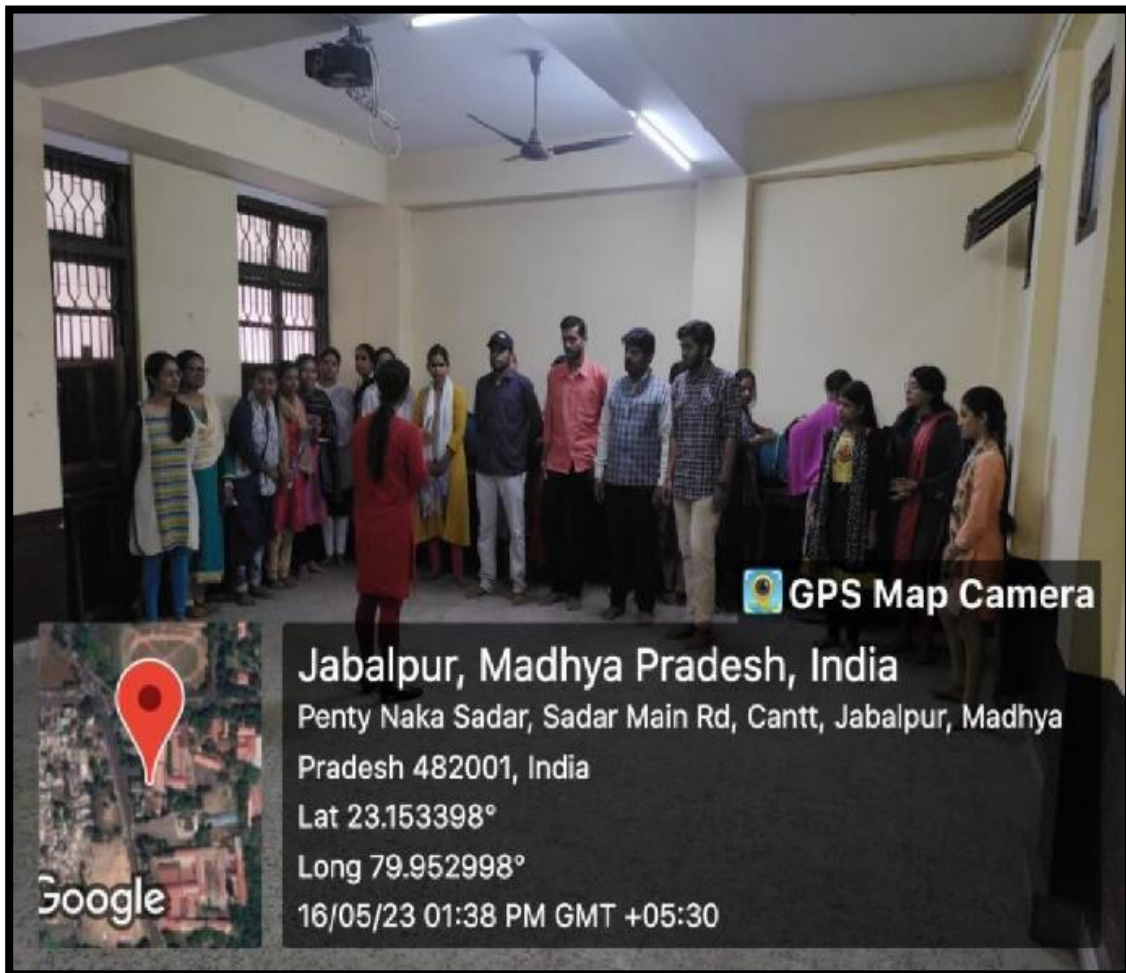 GPS Map Camera
Jabalpur, Madhya Pradesh, India
Penty Naka Sadar, Sadar Main Rd, Cantt, Jabalpur, Madhya
Pradesh 482001, India
Lat 23.153398°
Long 79.952998°
16/05/23 01:38 PM GMT +05:30
Google